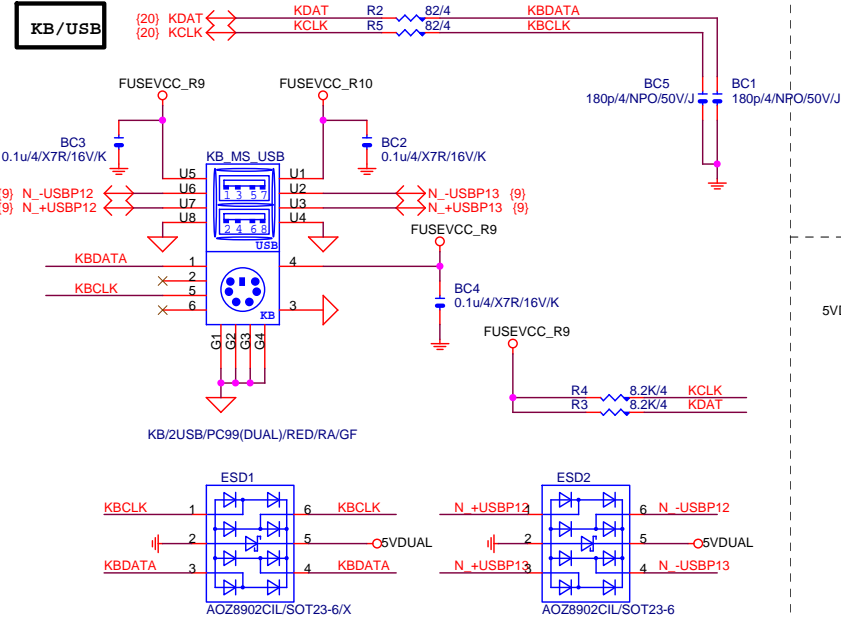 KB/USB
{20} KDAT KDAT R2 82/4 KBDATA
{20} KCLK KCLK R5 82/4 KBCLK
BC5 BC1
180p/4/NPO/50V/J 180p/4/NPO/50V/J
FUSEVCC_R9 FUSEVCC_R10
BC3 BC2
0.1u/4/X7R/16V/K 0.1u/4/X7R/16V/K
KB_MS_USB
U5 U1
9} N_-USBP12 U6 U2 N_-USBP13 {9}
9} N_+USBP12 U7 U3 N_+USBP13 {9}
U8 U4
1 3 5 7
2 4 6 8
USB
FUSEVCC_R9
KBDATA 1 4
2
KBCLK 5
6 3
KB
BC4
0.1u/4/X7R/16V/K
5VD
G1 G2 G3 G4
FUSEVCC_R9
R4 8.2K/4 KCLK
R3 8.2K/4 KDAT
KB/2USB/PC99(DUAL)/RED/RA/GF
ESD1 ESD2
KBCLK 1 6 KBCLK N_+USBP12 1 6 N_-USBP12
2 5 5VDUAL 2 5 5VDUAL
KBDATA 3 4 KBDATA N_+USBP13 3 4 N_-USBP13
AOZ8902CIL/SOT23-6/X AOZ8902CIL/SOT23-6